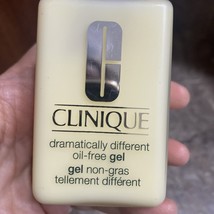 CLINIQUE
dramatically different
oil-free gel
gel non-gras
tellement différent